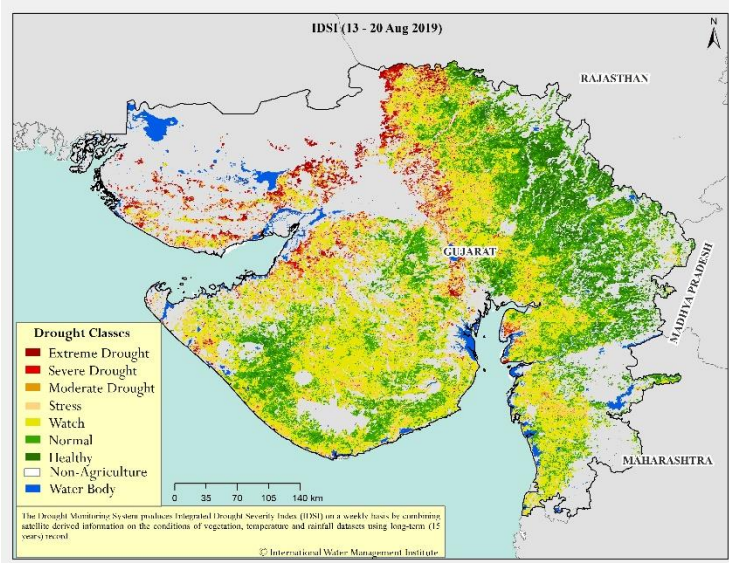 IDSI (13 - 20 Aug 2019)
N
RAJASTHAN
GUJARAT
MADHYA PRADESH
MAHARASHTRA
Drought Classes
Extreme Drought
Severe Drought
Moderate Drought
Stress
Watch
Normal
Healthy
Non-Agriculture
Water Body
0 35 70 105 140 km
The Drought Monitoring System produces Integrated Drought Severity Index (IDSI) on a weekly basis by combining
satellite derived information on the conditions of vegetation, temperature and rainfall datasets using long-term (15
years) record
© International Water Management Institute